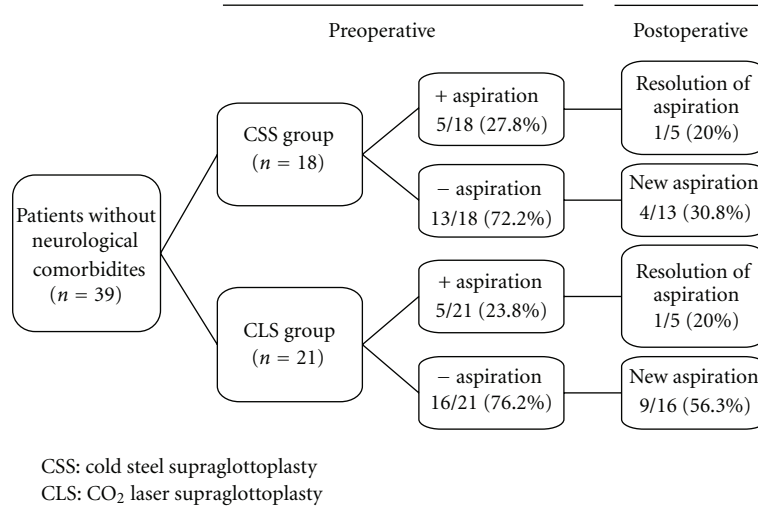 Preoperative
Postoperative
Patients without
neurological
comorbidites
(n = 39)
CSS group
(n = 18)
+ aspiration
5/18 (27.8%)
Resolution of
aspiration
1/5 (20%)
− aspiration
13/18 (72.2%)
New aspiration
4/13 (30.8%)
CLS group
(n = 21)
+ aspiration
5/21 (23.8%)
Resolution of
aspiration
1/5 (20%)
− aspiration
16/21 (76.2%)
New aspiration
9/16 (56.3%)
CSS: cold steel supraglottoplasty
CLS: CO₂ laser supraglottoplasty